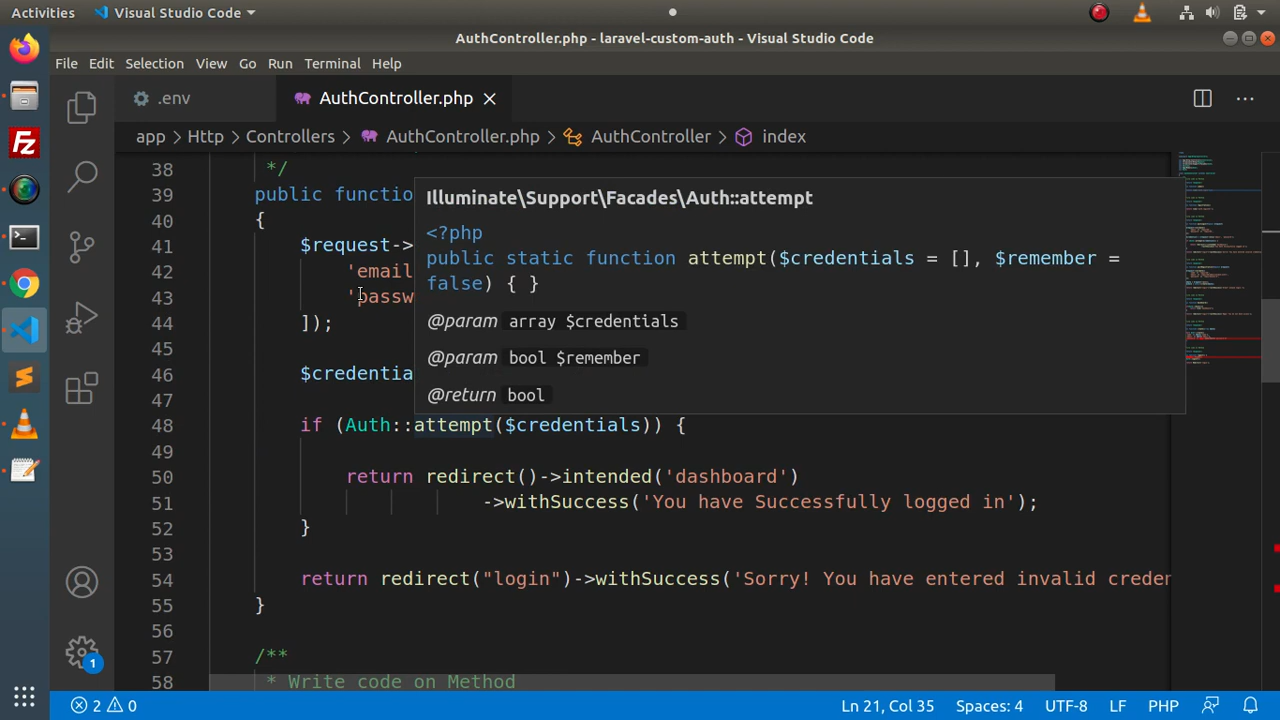 Activities Visual Studio Code
AuthController.php - laravel-custom-auth - Visual Studio Code
File Edit Selection View Go Run Terminal Help
.env AuthController.php
app > Http > Controllers > AuthController.php > AuthController > index
38 */
39 public functio
40 {
41 $request->
42 'email
43 'passw
44 ]);
45
46 $credentia
47
48 if (Auth::attempt($credentials)) {
49
50 return redirect()->intended('dashboard')
51 ->withSuccess('You have Successfully logged in');
52 }
53
54 return redirect("login")->withSuccess('Sorry! You have entered invalid creden
55 }
56
57 /**
58 * Write code on Method
Illuminate\Support\Facades\Auth::attempt
<?php
public static function attempt($credentials = [], $remember =
false) { }
@param array $credentials
@param bool $remember
@return bool
1
2 0 Ln 21, Col 35 Spaces: 4 UTF-8 LF PHP